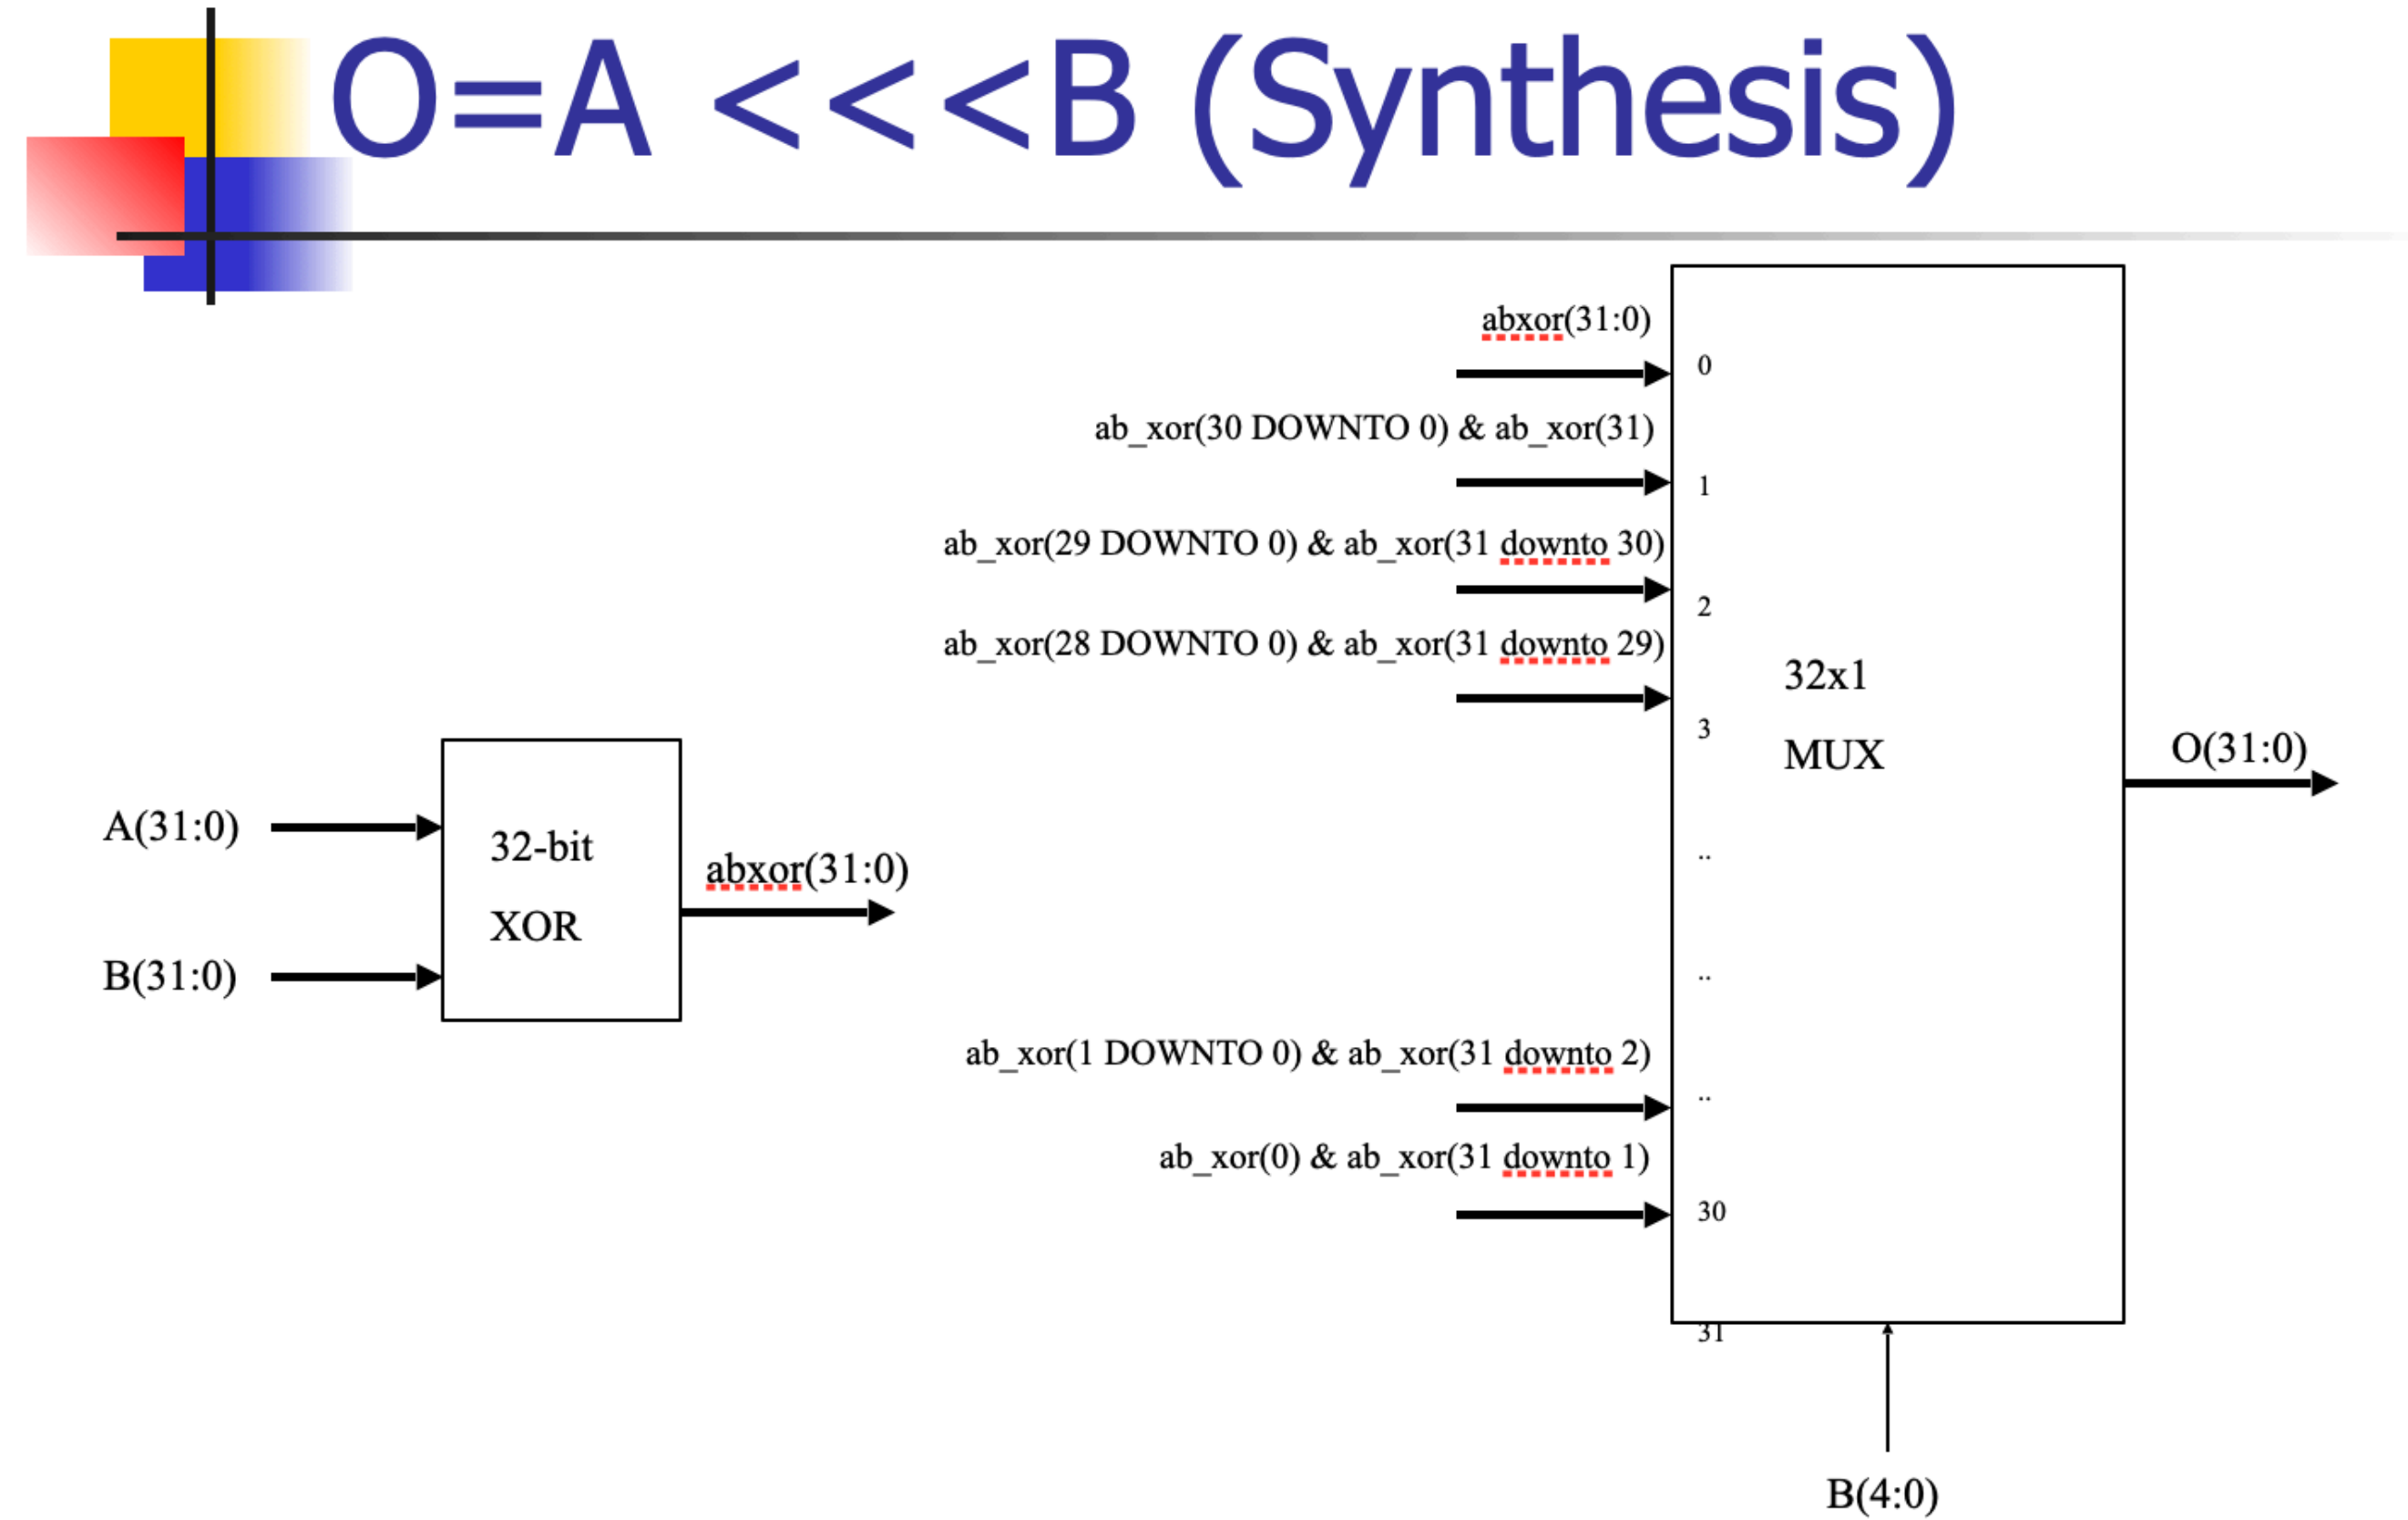 O=A <<<B (Synthesis)
abxor(31:0)
0
ab_xor(30 DOWNTO 0) & ab_xor(31)
1
ab_xor(29 DOWNTO 0) & ab_xor(31 downto 30)
2
ab_xor(28 DOWNTO 0) & ab_xor(31 downto 29)
3
32x1
MUX
O(31:0)
A(31:0)
B(31:0)
32-bit
XOR
abxor(31:0)
..
..
ab_xor(1 DOWNTO 0) & ab_xor(31 downto 2)
..
ab_xor(0) & ab_xor(31 downto 1)
30
31
B(4:0)